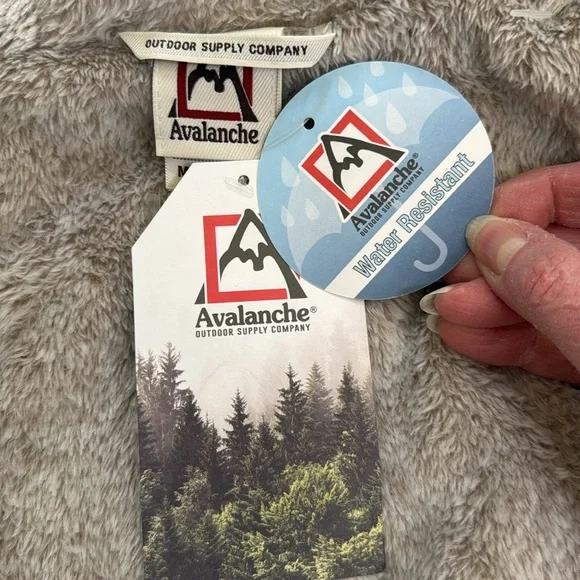 OUTDOOR SUPPLY COMPANY
Avalanche
Avalanche®
OUTDOOR SUPPLY COMPANY
Water Resistant
Avalanche®
OUTDOOR SUPPLY COMPANY